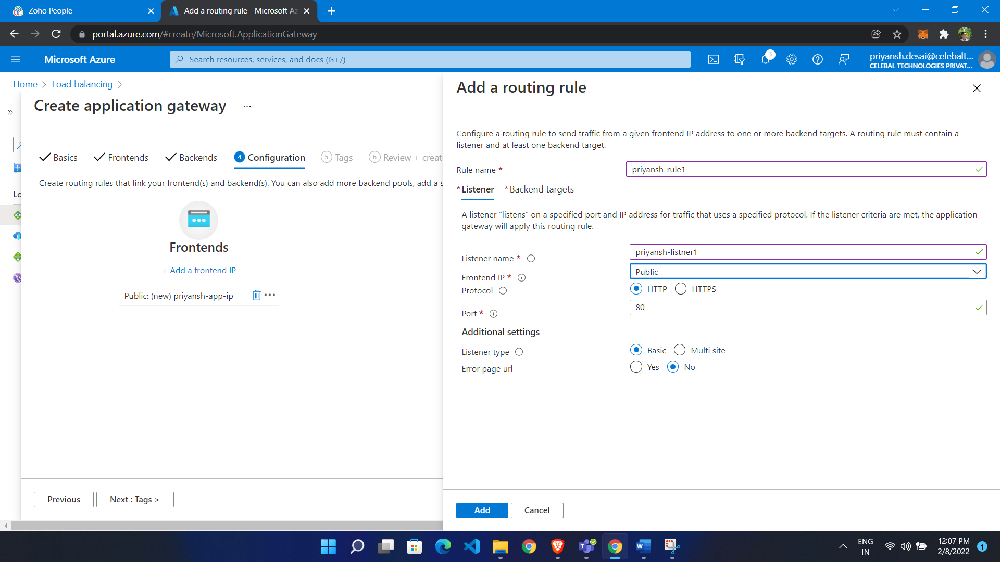 Zoho People
Add a routing rule - Microsoft Az
portal.azure.com/#create/Microsoft.ApplicationGateway
Microsoft Azure
Search resources, services, and docs (G+/)
3
priyansh.desai@celebalt...
CELEBAL TECHNOLOGIES PRIVAT...
Home > Load balancing >
Create application gateway ...
Basics
Frontends
Backends
4 Configuration
5 Tags
6 Review + create
Create routing rules that link your frontend(s) and backend(s). You can also add more backend pools, add a s
Lo
Frontends
+ Add a frontend IP
Public: (new) priyansh-app-ip
Previous
Next : Tags >
Add a routing rule
Configure a routing rule to send traffic from a given frontend IP address to one or more backend targets. A routing rule must contain a
listener and at least one backend target.
Rule name *
priyansh-rule1
* Listener
* Backend targets
A listener “listens” on a specified port and IP address for traffic that uses a specified protocol. If the listener criteria are met, the application
gateway will apply this routing rule.
Listener name *
priyansh-listner1
Frontend IP *
Public
Protocol
HTTP
HTTPS
Port *
80
Additional settings
Listener type
Basic
Multi site
Error page url
Yes
No
Add
Cancel
ENG
IN
12:07 PM
2/8/2022
1